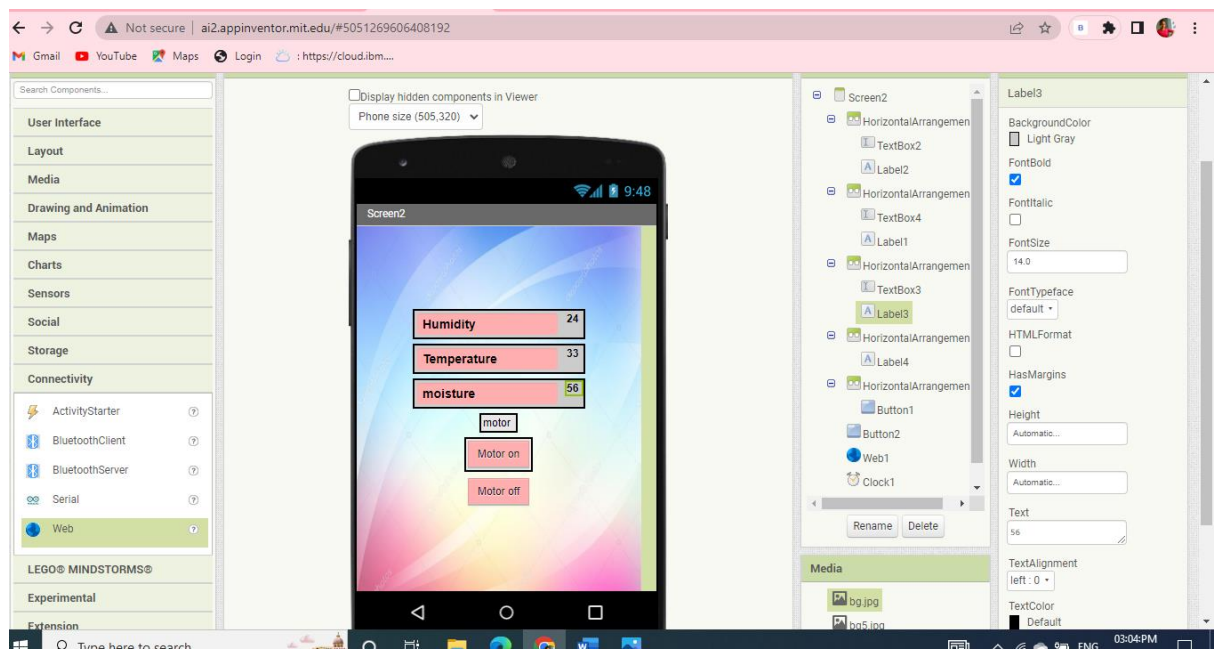 Not secure | ai2.appinventor.mit.edu/#5051269606408192
Gmail YouTube Maps Login : https://cloud.ibm....
Search Components...
User Interface
Layout
Media
Drawing and Animation
Maps
Charts
Sensors
Social
Storage
Connectivity
ActivityStarter ?
BluetoothClient ?
BluetoothServer ?
Serial ?
Web ?
LEGO® MINDSTORMS®
Experimental
Extension
Display hidden components in Viewer
Phone size (505,320)
9:48
Screen2
Humidity 24
Temperature 33
moisture 56
motor
Motor on
Motor off
Screen2
HorizontalArrangemen
TextBox2
Label2
HorizontalArrangemen
TextBox4
Label1
HorizontalArrangemen
TextBox3
Label3
HorizontalArrangemen
Label4
HorizontalArrangemen
Button1
Button2
Web1
Clock1
Rename Delete
Media
bg.jpg
bg5.jpg
Label3
BackgroundColor
Light Gray
FontBold
FontItalic
FontSize
14.0
FontTypeface
default
HTMLFormat
HasMargins
Height
Automatic...
Width
Automatic...
Text
56
TextAlignment
left : 0
TextColor
Default
Type here to search
ENG 03:04:PM